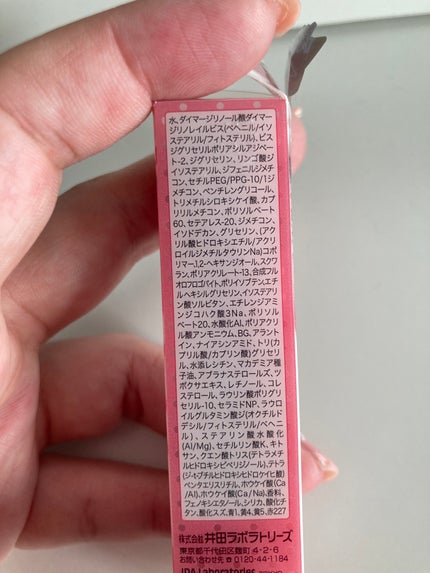 水、ダイマージリノール酸ダイマー
ジリノレイルビス(ベヘニル/イソ
ステアリル/フィトステリル)、ビス
ジグリセリルポリアシルアジペー
ト-2、ジグリセリン、リンゴ酸ジ
イソステアリル、ジフェニルジメチ
コン、セチルPEG/PPG-10/1ジ
メチコン、ペンチレングリコール、
トリメチルシロキシケイ酸、カプ
リリルメチコン、ポリソルベート
60、セテアレス-20、ジメチコン、
イソドデカン、グリセリン、(アク
リル酸ヒドロキシエチル/アクリ
ロイルジメチルタウリンNa)コポ
リマー、1,2-ヘキサンジオール、スクワ
ラン、ポリアクリレート-13、合成フル
オロフロゴパイト、ポリイソブテン、エチ
ルヘキシルグリセリン、イソステアリ
ン酸ソルビタン、エチレンジアミ
ンジコハク酸3Na、ポリソル
ベート20、水酸化Al、ポリアクリ
ル酸アンモニウム、BG、アラント
イン、ナイアシンアミド、トリ(カ
プリル酸/カプリン酸)グリセリ
ル、水添レシチン、マカデミア種
子油、アブラナステロールズ、ツ
ボクサエキス、レチノール、コレ
ステロール、ラウリン酸ポリグリ
セリル-10、セラミドNP、ラウロ
イルグルタミン酸ジ(オクチルド
デシル/フィトステリル/ベヘニ
ル)、ステアリン酸水酸化
(Al/Mg)、セチルリン酸K、キト
サン、クエン酸トリス(テトラメチ
ルヒドロキシピペリジノール)、テトラ
(ジ-t-ブチルヒドロキシヒドロケイヒ酸)
ペンタエリスリチル、ホウケイ酸(Ca
/Al)、ホウケイ酸(Ca/Na)、香料、
フェノキシエタノール、シリカ、酸化チタ
ン、酸化スズ、青1、黄4、黄5、赤227
株式会社 井田ラボラトリーズ
東京都千代田区麹町4-2-6
お問い合わせ先 0120-44-1184
IDA Laboratories